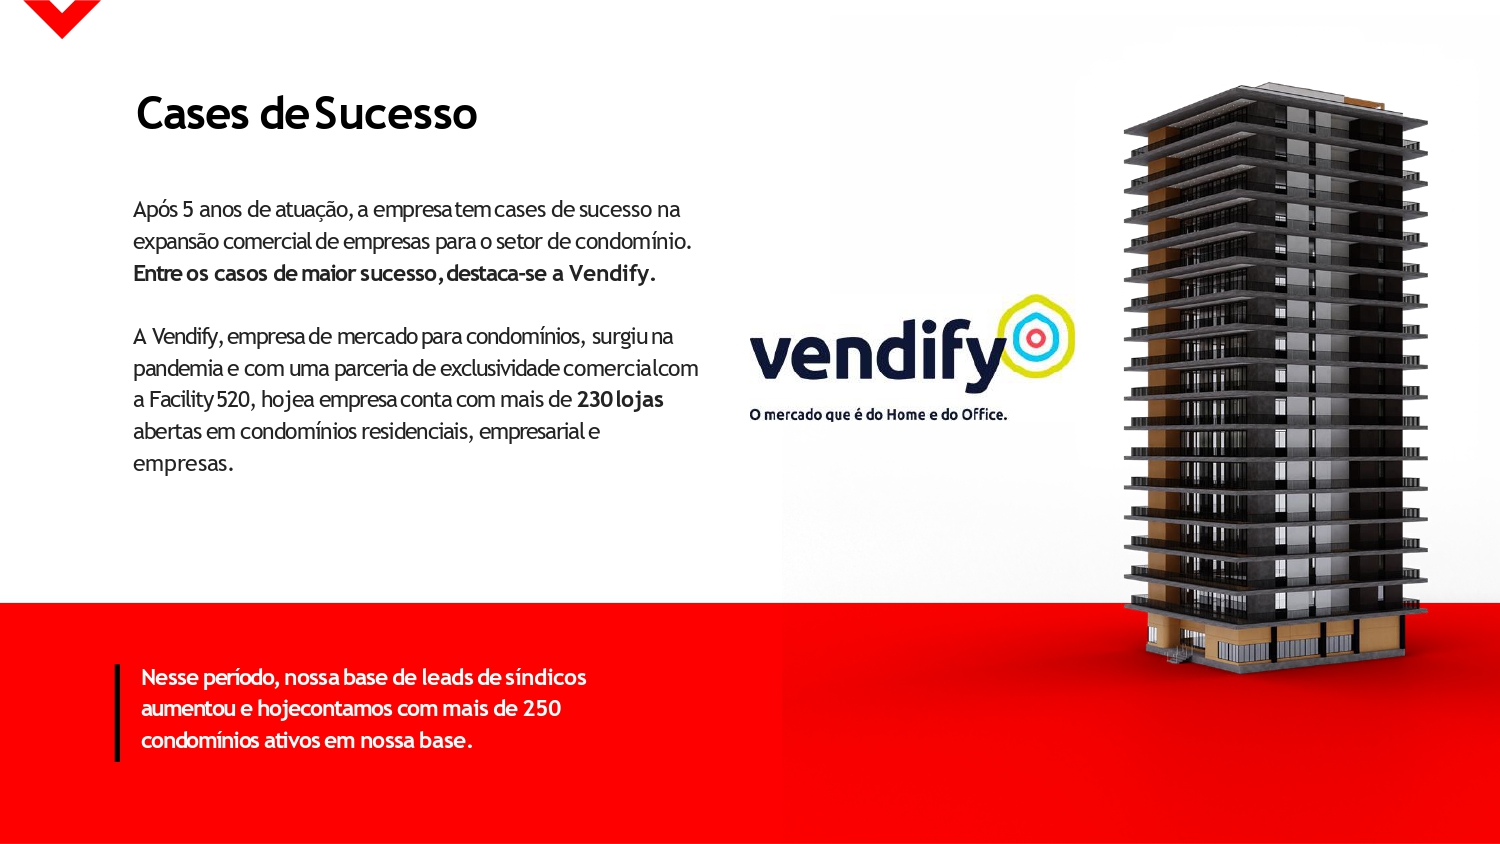 Cases de Sucesso
Após 5 anos de atuação, a empresa tem cases de sucesso na
expansão comercial de empresas para o setor de condomínio.
Entre os casos de maior sucesso, destaca-se a Vendify.
A Vendify, empresa de mercado para condomínios, surgiu na
pandemia e com uma parceria de exclusividade comercial com
a Facility 520, hoje a empresa conta com mais de 230 lojas
abertas em condomínios residenciais, empresarial e
empresas.
vendify
O mercado que é do Home e do Office.
Nesse período, nossa base de leads de síndicos
aumentou e hoje contamos com mais de 250
condomínios ativos em nossa base.